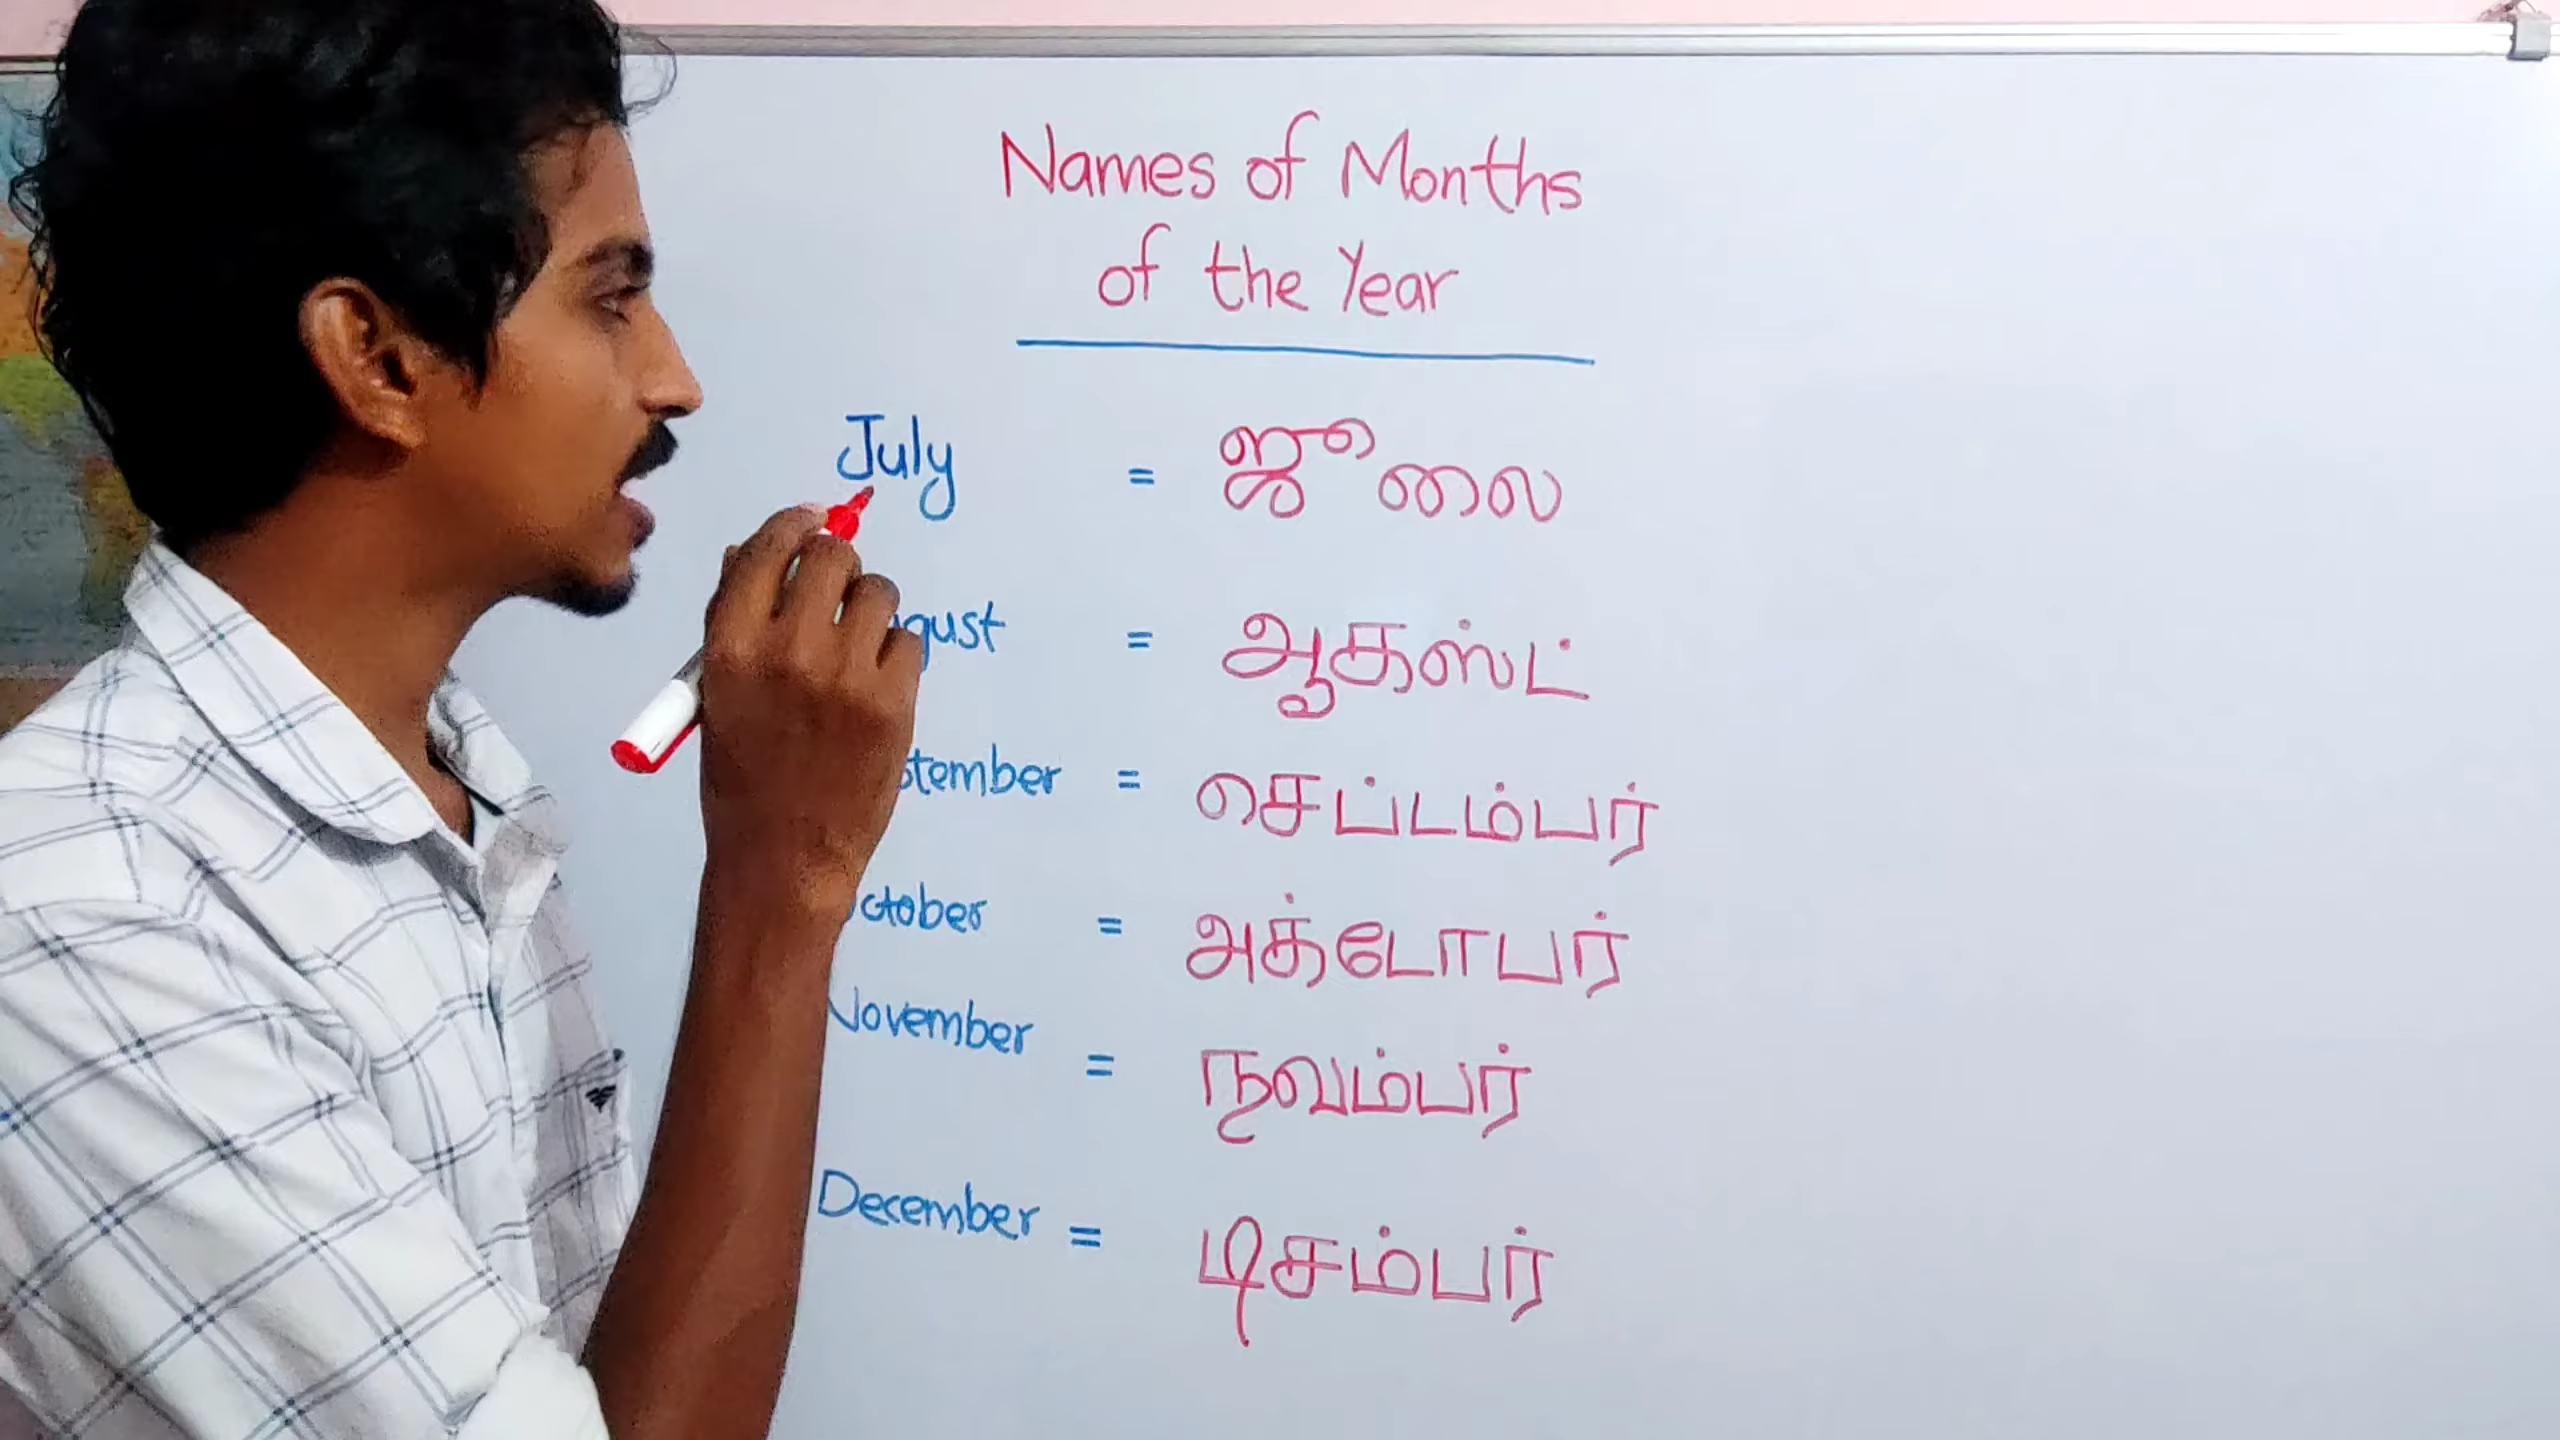 Names of Months
of the Year
July = ஜூலை
= ஆகஸ்ட்
= செப்டம்பர்
= அக்டோபர்
November = நவம்பர்
December = டிசம்பர்